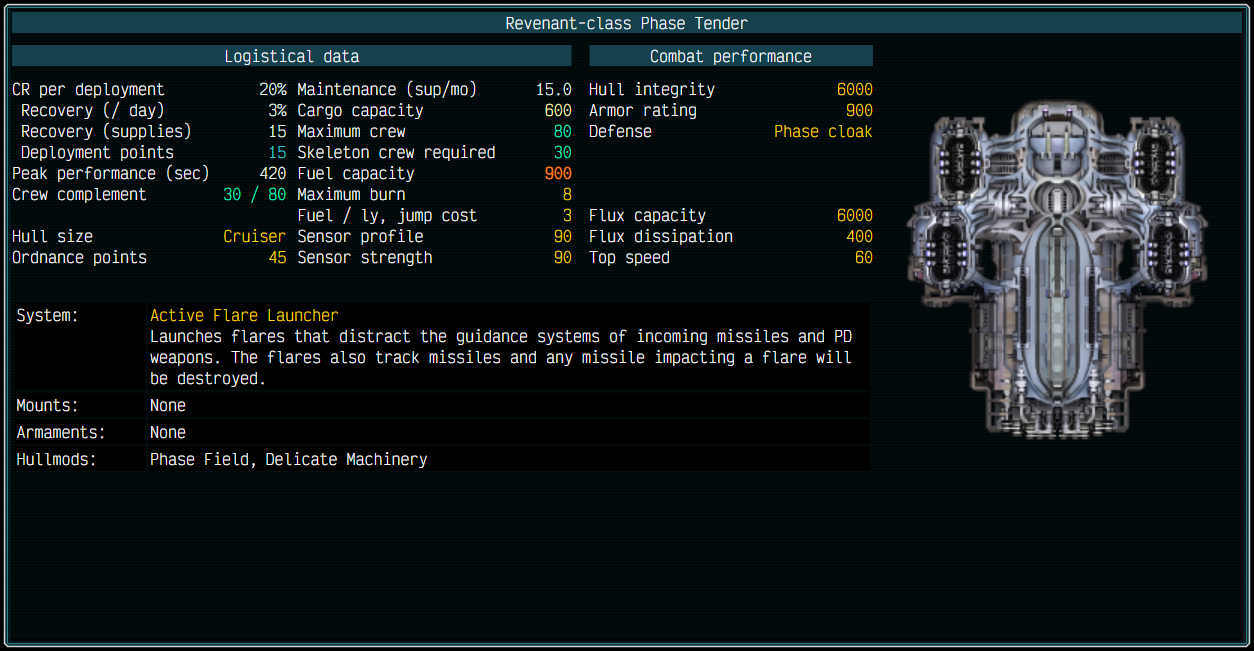 Revenant-class Phase Tender
Logistical data
Combat performance
CR per deployment 20% Maintenance (sup/mo) 15.0 Hull integrity 6000
Recovery (/ day) 3% Cargo capacity 600 Armor rating 900
Recovery (supplies) 15 Maximum crew 80 Defense Phase cloak
Deployment points 15 Skeleton crew required 30
Peak performance (sec) 420 Fuel capacity 900
Crew complement 30 / 80 Maximum burn 8
Fuel / ly, jump cost 3 Flux capacity 6000
Hull size Cruiser Sensor profile 90 Flux dissipation 400
Ordnance points 45 Sensor strength 90 Top speed 60
System: Active Flare Launcher
Launches flares that distract the guidance systems of incoming missiles and PD
weapons. The flares also track missiles and any missile impacting a flare will
be destroyed.
Mounts: None
Armaments: None
Hullmods: Phase Field, Delicate Machinery